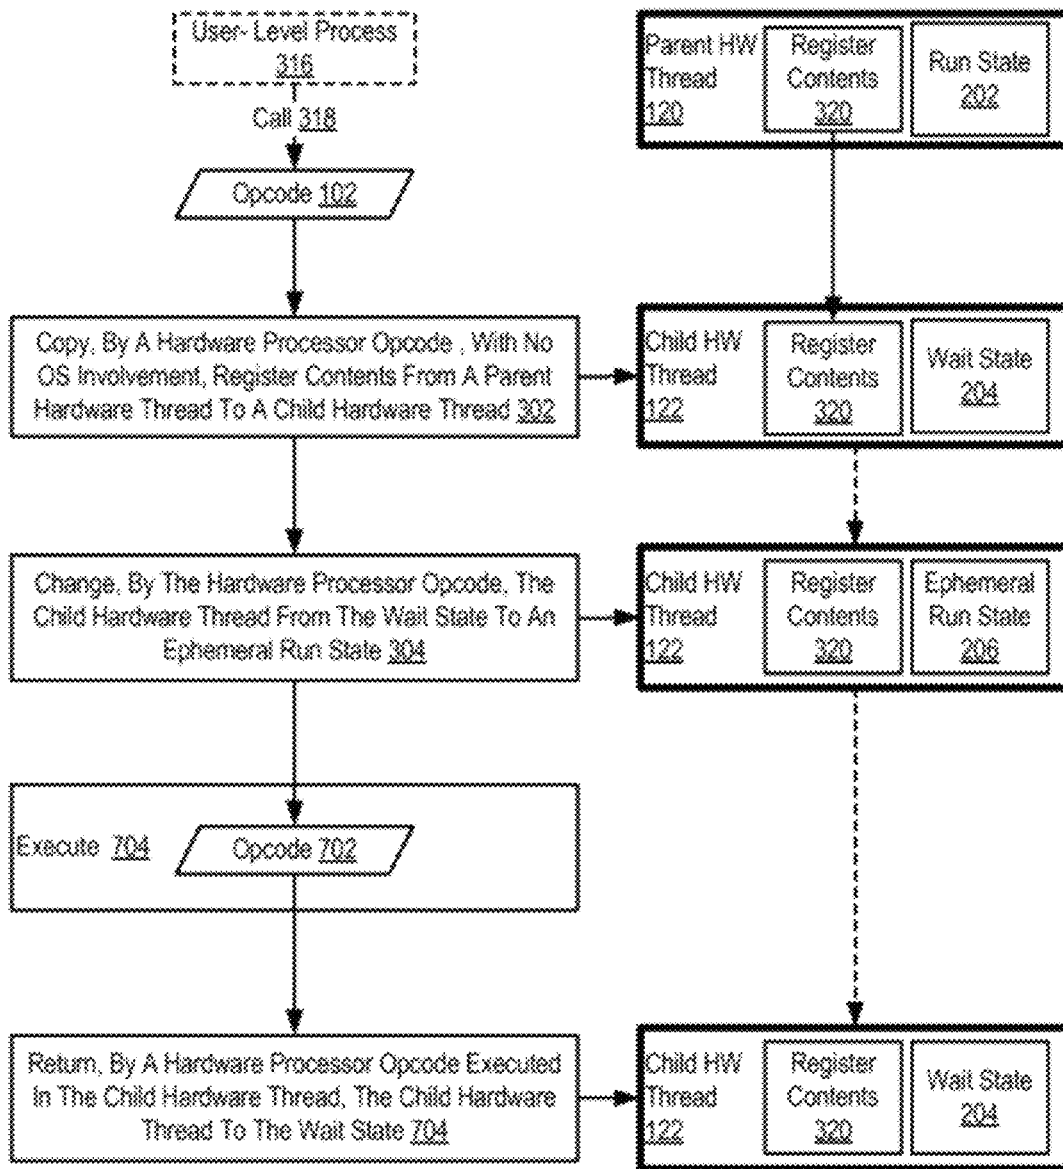 User- Level Process
316
Call 318
Opcode 102
Parent HW
Thread
120
Register
Contents
320
Run State
202
Copy, By A Hardware Processor Opcode , With No
OS Involvement, Register Contents From A Parent
Hardware Thread To A Child Hardware Thread 302
Child HW
Thread
122
Register
Contents
320
Wait State
204
Change, By The Hardware Processor Opcode, The
Child Hardware Thread From The Wait State To An
Ephemeral Run State 304
Child HW
Thread
122
Register
Contents
320
Ephemeral
Run State
206
Execute 704
Opcode 702
Return, By A Hardware Processor Opcode Executed
In The Child Hardware Thread, The Child Hardware
Thread To The Wait State 704
Child HW
Thread
122
Register
Contents
320
Wait State
204